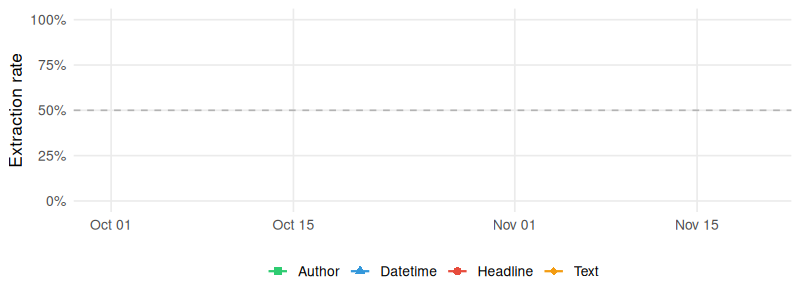 Extraction rate
100%
75%
50%
25%
0%
Oct 01 Oct 15 Nov 01 Nov 15
Author Datetime Headline Text